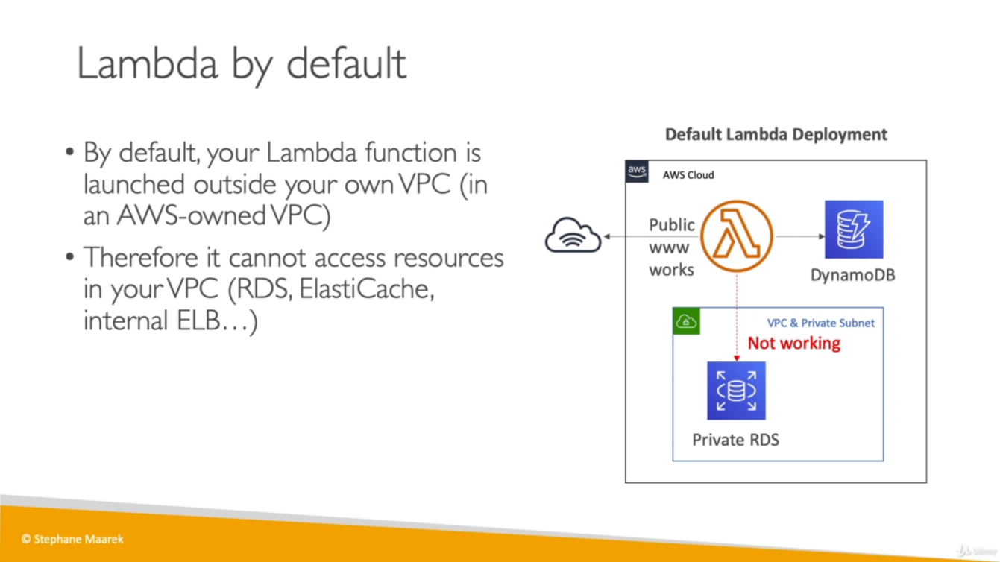 Lambda by default
• By default, your Lambda function is
launched outside your own VPC (in
an AWS-owned VPC)
• Therefore it cannot access resources
in your VPC (RDS, ElastiCache,
internal ELB…)
Default Lambda Deployment
aws
AWS Cloud
Public
www
works
DynamoDB
VPC & Private Subnet
Not working
Private RDS
© Stephane Maarek
Udemy